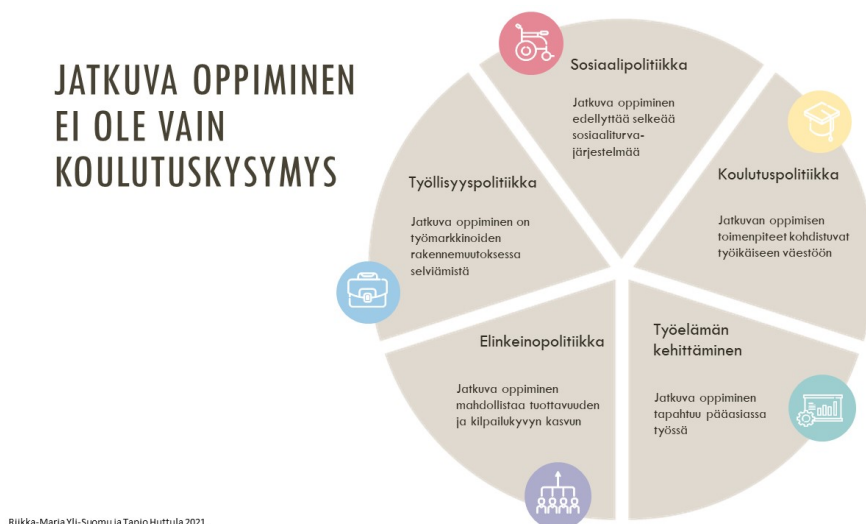 JATKUVA OPPIMINEN
EI OLE VAIN
KOULUTUSKYSYMYS
Sosiaalipolitiikka
Jatkuva oppiminen
edellyttää selkeää
sosiaaliturva-
järjestelmää
Koulutuspolitiikka
Jatkuvan oppimisen
toimenpiteet kohdistuvat
työikäiseen väestöön
Työelämän
kehittäminen
Jatkuva oppiminen
tapahtuu pääasiassa
työssä
Elinkeinopolitiikka
Jatkuva oppiminen
mahdollistaa tuottavuuden
ja kilpailukyvyn kasvun
Työllisyyspolitiikka
Jatkuva oppiminen on
työmarkkinoiden
rakennemuutoksessa
selviämistä
Riikka-Maria Yli-Suomu ja Tapio Huttula 2021